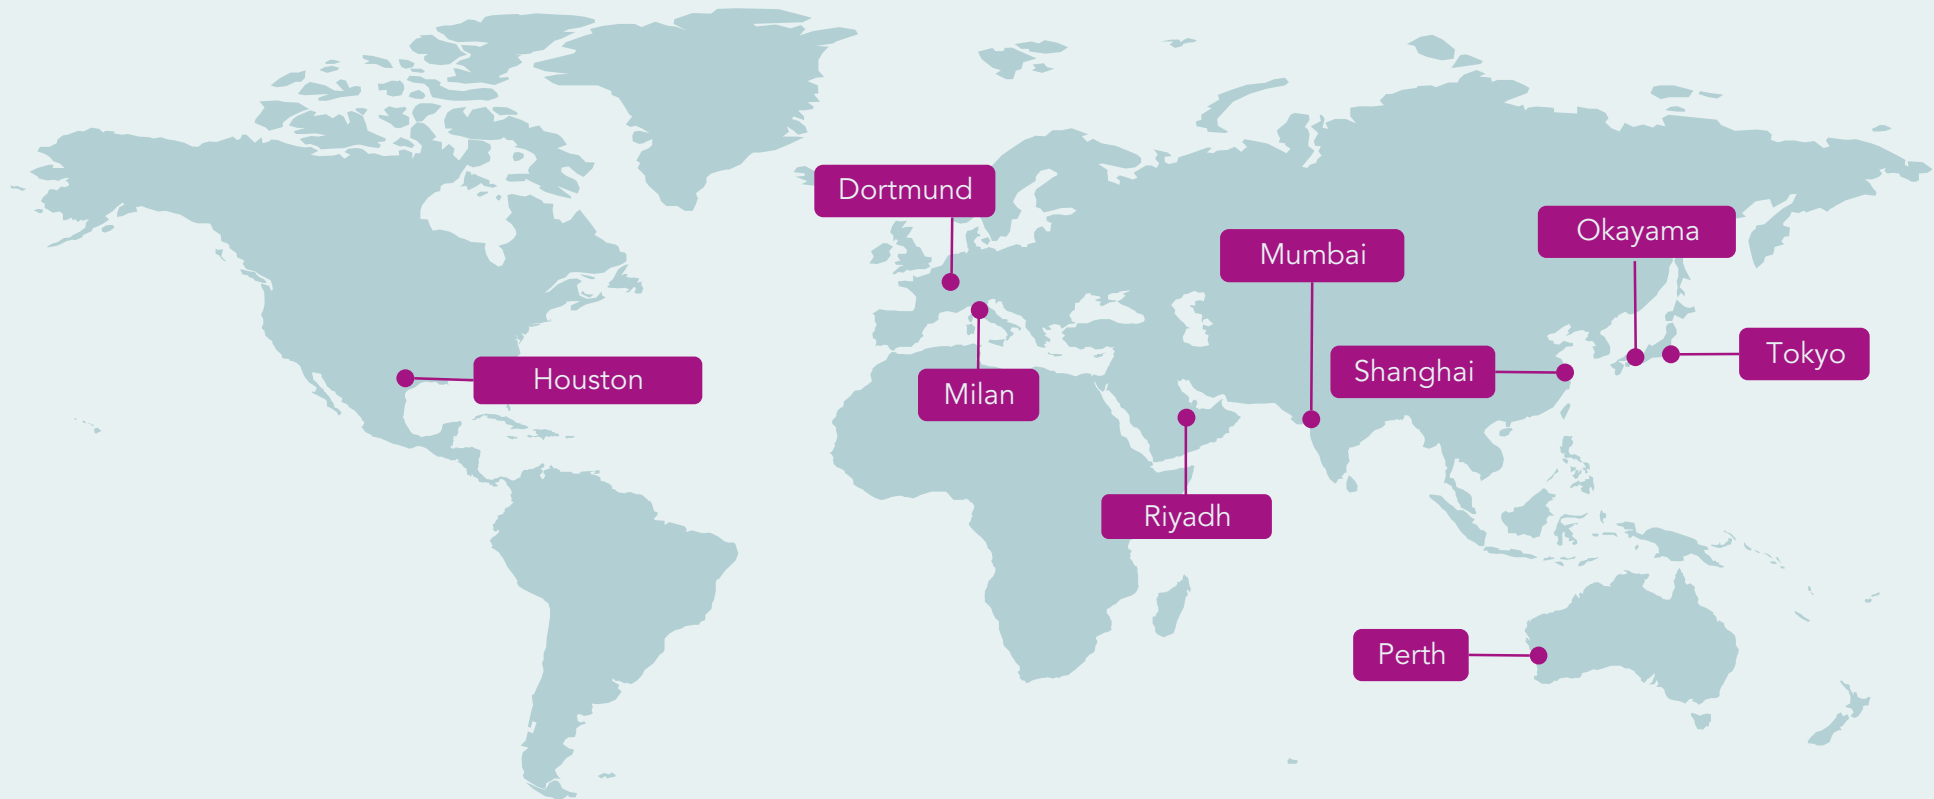 Dortmund
Okayama
Mumbai
Tokyo
Shanghai
Houston
Milan
Riyadh
Perth